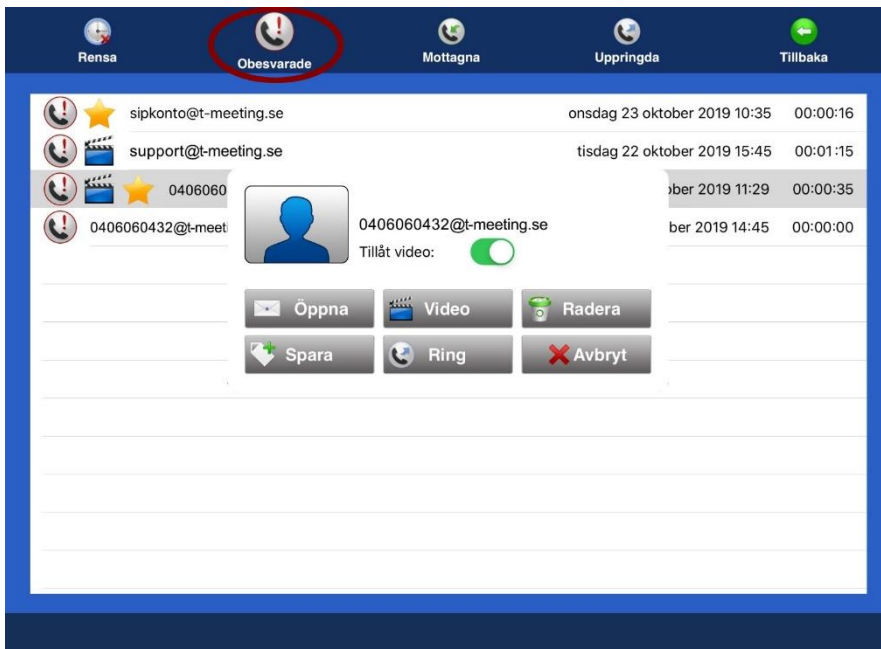 Rensa
Obesvarade
Mottagna
Uppringda
Tillbaka
sipkonto@t-meeting.se onsdag 23 oktober 2019 10:35 00:00:16
support@t-meeting.se tisdag 22 oktober 2019 15:45 00:01:15
0406060 ober 2019 11:29 00:00:35
0406060432@t-meeti ber 2019 14:45 00:00:00
0406060432@t-meeting.se
Tillåt video:
Öppna Video Radera
Spara Ring Avbryt